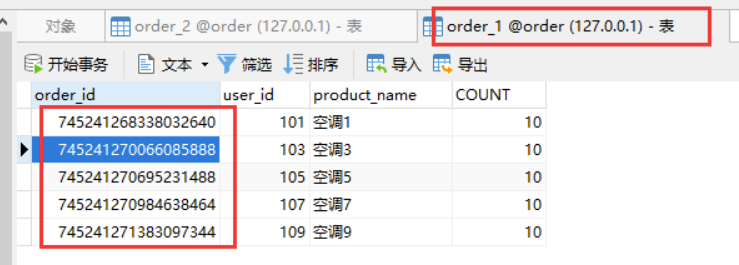 对象 order_2 @order (127.0.0.1) - 表 order_1 @order (127.0.0.1) - 表
开始事务 文本 筛选 排序 导入 导出
order_id user_id product_name COUNT
745241268338032640 101 空调1 10
745241270066085888 103 空调3 10
745241270695231488 105 空调5 10
745241270984638464 107 空调7 10
745241271383097344 109 空调9 10